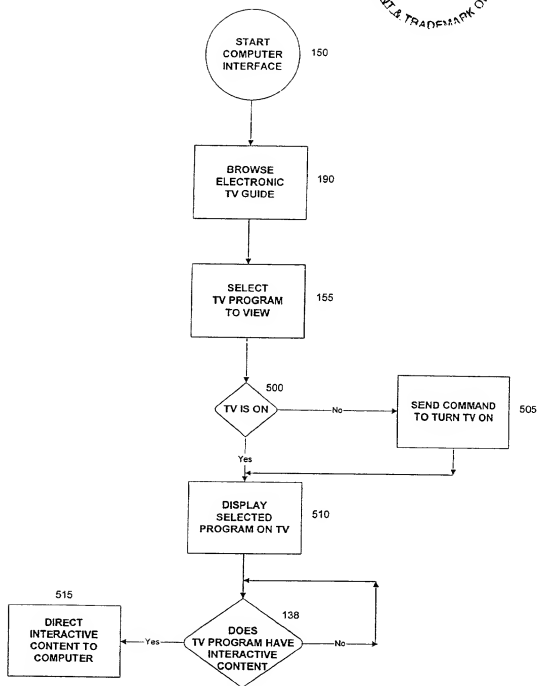 & TRADEMARK
START
COMPUTER
INTERFACE
150
BROWSE
ELECTRONIC
TV GUIDE
190
SELECT
TV PROGRAM
TO VIEW
155
500
TV IS ON
No
SEND COMMAND
TO TURN TV ON
505
Yes
DISPLAY
SELECTED
PROGRAM ON TV
510
515
138
DIRECT
INTERACTIVE
CONTENT TO
COMPUTER
Yes
DOES
TV PROGRAM HAVE
INTERACTIVE
CONTENT
No